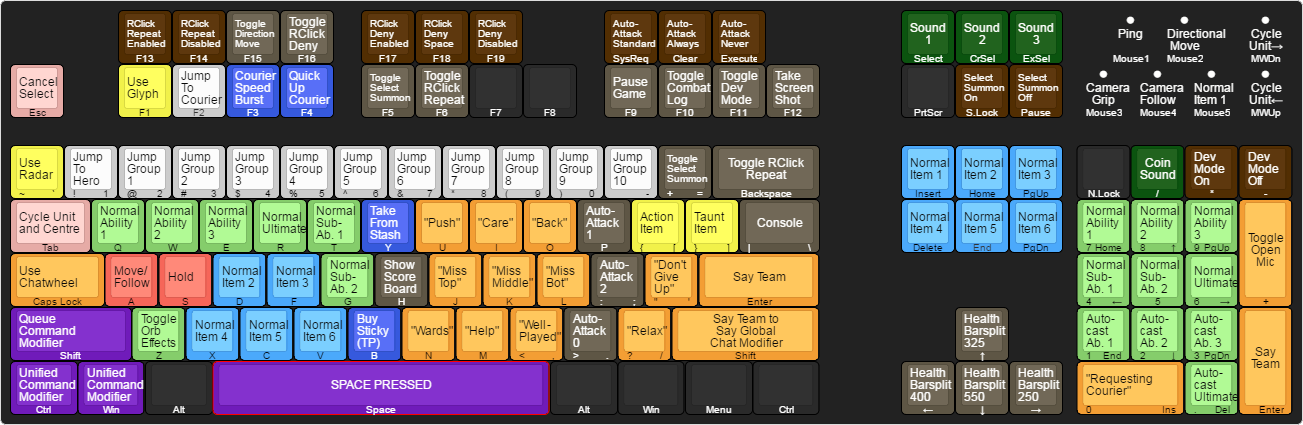 RClick
Repeat
Enabled
F13
RClick
Repeat
Disabled
F14
Toggle
Direction
Move
F15
Toggle
RClick
Deny
F16
RClick
Deny
Enabled
F17
RClick
Deny
Space
F18
RClick
Deny
Disabled
F19
Auto-
Attack
Standard
SysReq
Auto-
Attack
Always
Clear
Auto-
Attack
Never
Execute
Sound
1
Select
Sound
2
CrSel
Sound
3
ExSel
Ping
Mouse1
Directional
Move
Mouse2
Cycle
Unit→
MWDn
Cancel
Select
Esc
Use
Glyph
F1
Jump
To
Courier
F2
Courier
Speed
Burst
F3
Quick
Up
Courier
F4
Toggle
Select
Summon
F5
Toggle
RClick
Repeat
F6
F7
F8
Pause
Game
F9
Toggle
Combat
Log
F10
Toggle
Dev
Mode
F11
Take
Screen
Shot
F12
PrtScr
Select
Summon
On
S.Lock
Select
Summon
Off
Pause
Camera
Grip
Mouse3
Camera
Follow
Mouse4
Normal
Item 1
Mouse5
Cycle
Unit←
MWUp
Use
Radar
~ `
Jump
To
Hero
! 1
Jump
Group
1
@ 2
Jump
Group
2
# 3
Jump
Group
3
$ 4
Jump
Group
4
% 5
Jump
Group
5
^ 6
Jump
Group
6
& 7
Jump
Group
7
* 8
Jump
Group
8
( 9
Jump
Group
9
) 0
Jump
Group
10
_ -
Toggle
Select
Summon
+ =
Toggle RClick
Repeat
Backspace
Normal
Item 1
Insert
Normal
Item 2
Home
Normal
Item 3
PgUp
N.Lock
Coin
Sound
/
Dev
Mode
On
*
Dev
Mode
Off
-
Cycle Unit
and Centre
Tab
Normal
Ability
1
Q
Normal
Ability
2
W
Normal
Ability
3
E
Normal
Ultimate
R
Normal
Sub-
Ab. 1
T
Take
From
Stash
Y
"Push"
U
"Care"
I
"Back"
O
Auto-
Attack
1
P
Action
Item
{ [
Taunt
Item
} ]
Console
| \
Normal
Item 4
Delete
Normal
Item 5
End
Normal
Item 6
PgDn
Normal
Ability
1
7 Home
Normal
Ability
2
8 ↑
Normal
Ability
3
9 PgUp
Toggle
Open
Mic
+
Use
Chatwheel
Caps Lock
Move/
Follow
A
Hold
S
Normal
Item 2
D
Normal
Item 3
F
Normal
Sub-
Ab. 2
G
Show
Score
Board
H
"Miss
Top"
J
"Miss
Middle"
K
"Miss
Bot"
L
Auto-
Attack
2
: ;
"Don't
Give
Up"
" '
Say Team
Enter
Normal
Sub-
Ab. 1
4 ←
Normal
Sub-
Ab. 2
5
Normal
Ultimate
6 →
Queue
Command
Modifier
Shift
Toggle
Orb
Effects
Z
Normal
Item 4
X
Normal
Item 5
C
Normal
Item 6
V
Buy
Sticky
(TP)
B
"Wards"
N
"Help"
M
"Well-
Played"
< ,
Auto-
Attack
0
> .
"Relax"
? /
Say Team to
Say Global
Chat Modifier
Shift
Health
Barsplit
325
↑
Auto-
cast
Ab. 1
1 End
Auto-
cast
Ab. 2
2 ↓
Auto-
cast
Ab. 3
3 PgDn
Say
Team
Enter
Unified
Command
Modifier
Ctrl
Unified
Command
Modifier
Win
Alt
SPACE PRESSED
Space
Alt
Win
Menu
Ctrl
Health
Barsplit
400
←
Health
Barsplit
550
↓
Health
Barsplit
250
→
"Requesting
Courier"
0 Ins
Auto-
cast
Ultimate
. Del